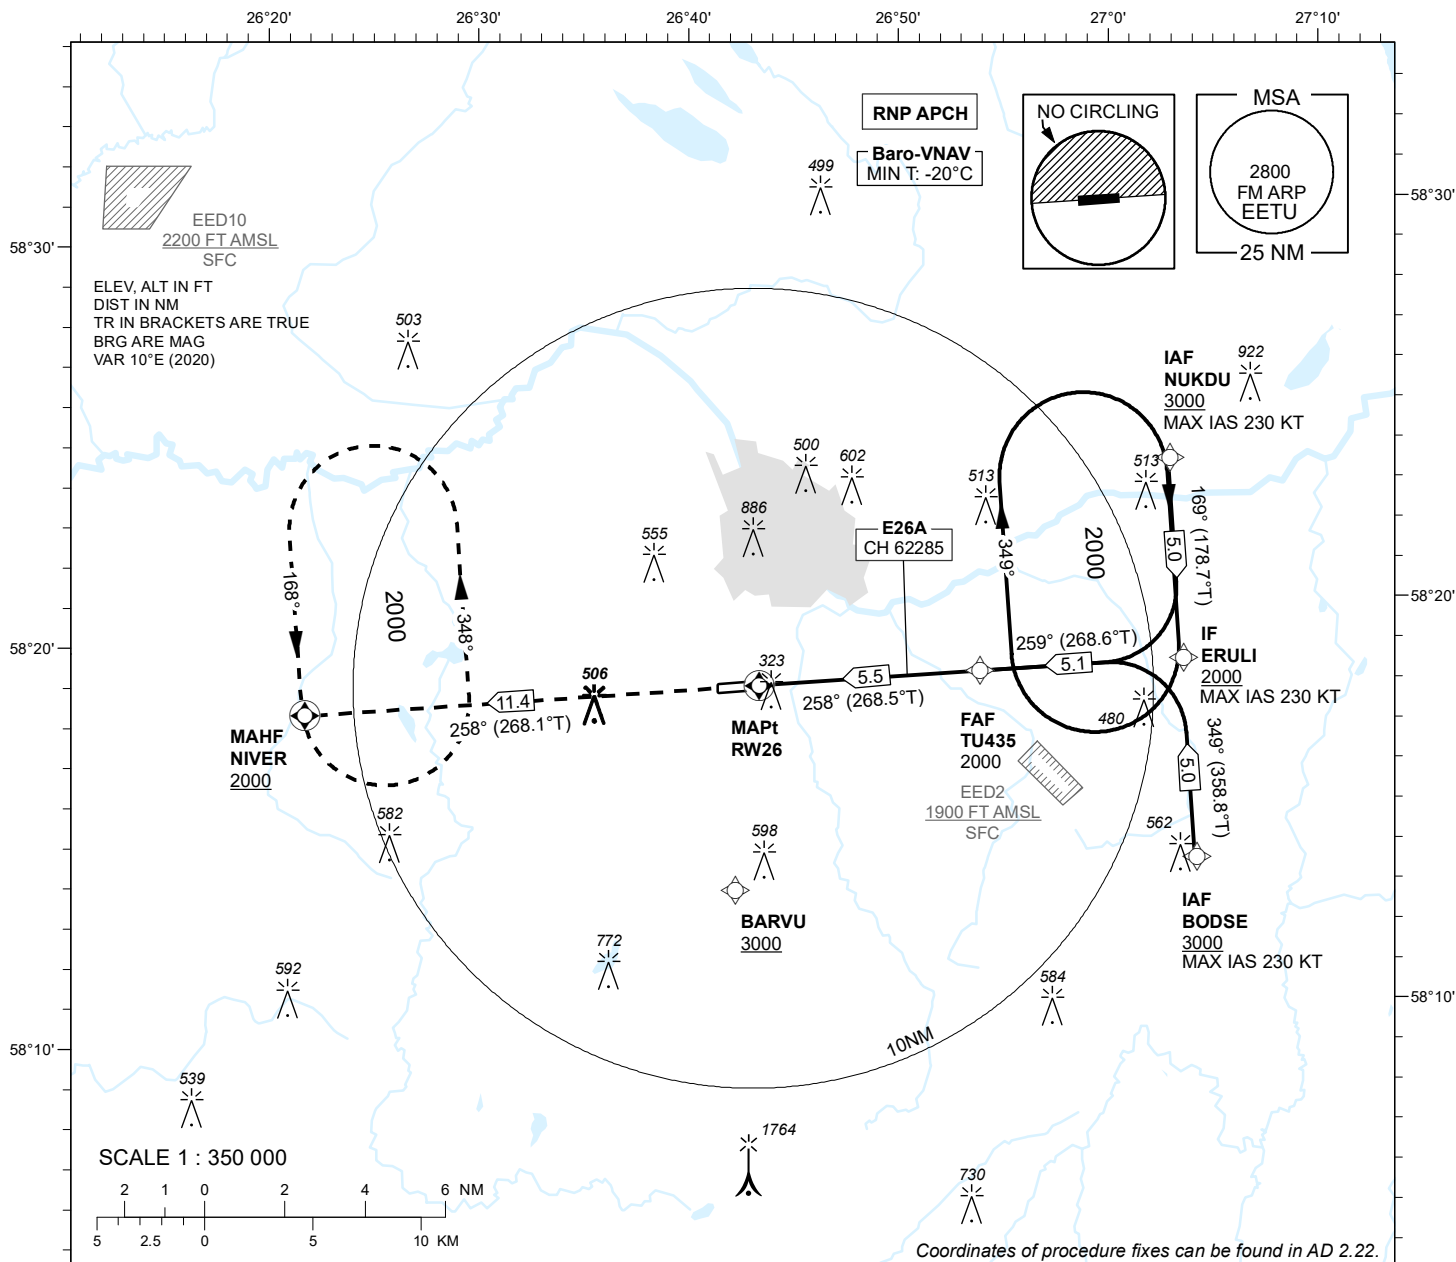 26°20'
26°30'
26°40'
26°50'
27°0'
27°10'
RNP APCH
Baro-VNAV
MIN T: -20°C
NO CIRCLING
MSA
2800
FM ARP
EETU
25 NM
499
58°30'
58°30'
EED10
2200 FT AMSL
SFC
ELEV, ALT IN FT
DIST IN NM
TR IN BRACKETS ARE TRUE
BRG ARE MAG
VAR 10°E (2020)
503
IAF
NUKDU
3000
MAX IAS 230 KT
922
500
602
513
513
886
555
E26A
CH 62285
349°
2000
169° (178.7°T)
5.0
168°
2000
348°
58°20'
58°20'
259° (268.6°T)
5.1
IF
ERULI
2000
MAX IAS 230 KT
506
323
5.5
258° (268.5°T)
11.4
258° (268.1°T)
MAHF
NIVER
2000
MAPt
RW26
FAF
TU435
2000
480
349° (358.8°T)
5.0
EED2
1900 FT AMSL
SFC
582
598
562
BARVU
3000
IAF
BODSE
3000
MAX IAS 230 KT
772
592
584
58°10'
58°10'
10NM
539
1764
730
SCALE 1 : 350 000
2 1 0 2 4 6 NM
5 2.5 0 5 10 KM
Coordinates of procedure fixes can be found in AD 2.22.